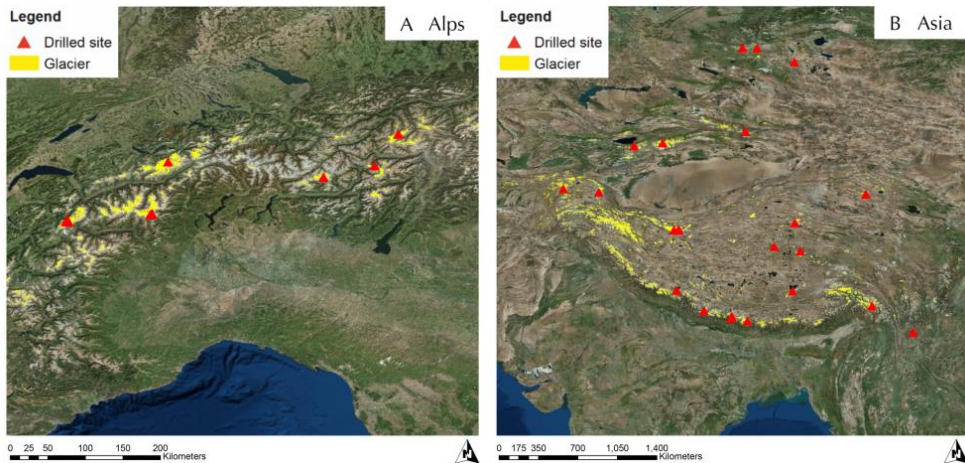 Legend
Drilled site
Glacier
A Alps
0 25 50 100 150 200
Kilometers
N
Legend
Drilled site
Glacier
B Asia
0 175 350 700 1,050 1,400
Kilometers
N